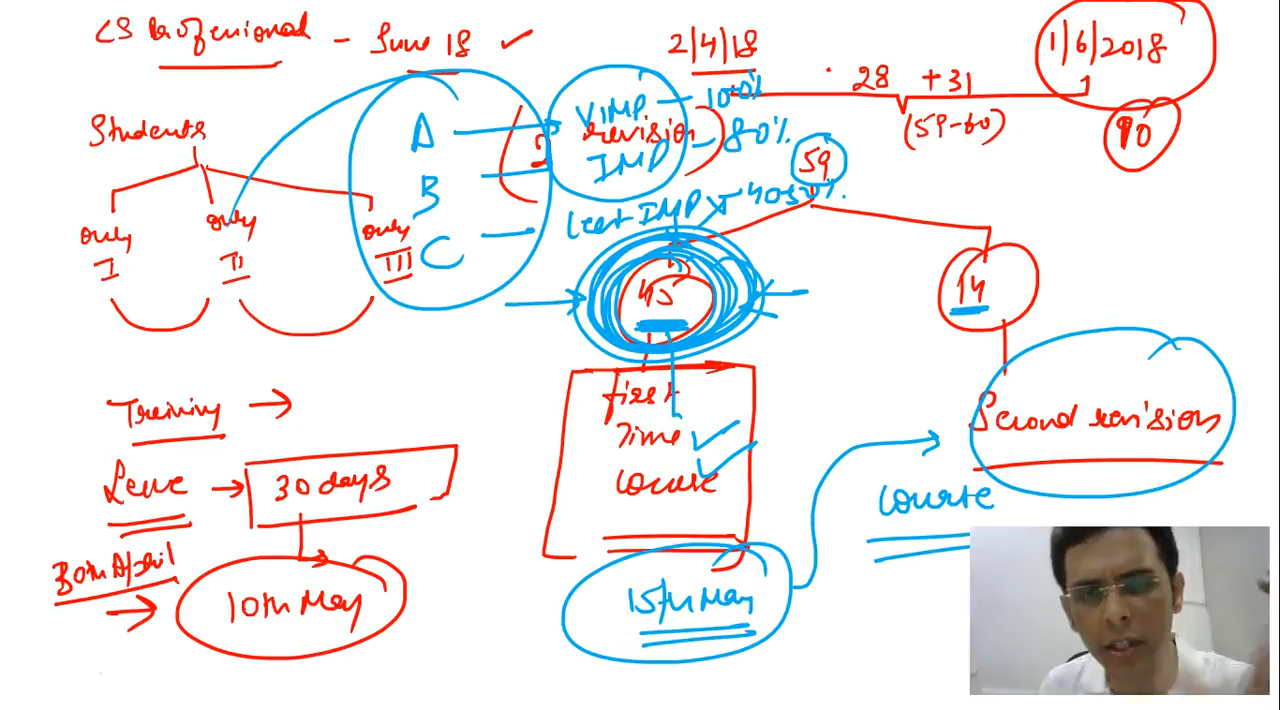 CS Professional - June 18
2/4/18
28 +31
1/6/2018
(59-60)
90
Students
only I
only II
only III
A
B
C
VIMP - 100%
revision
IMP - 80%
Least IMP
59
45
14
First
Time
course
Second revision
course
Training
Leave
30 days
30th April
10th May
15th May